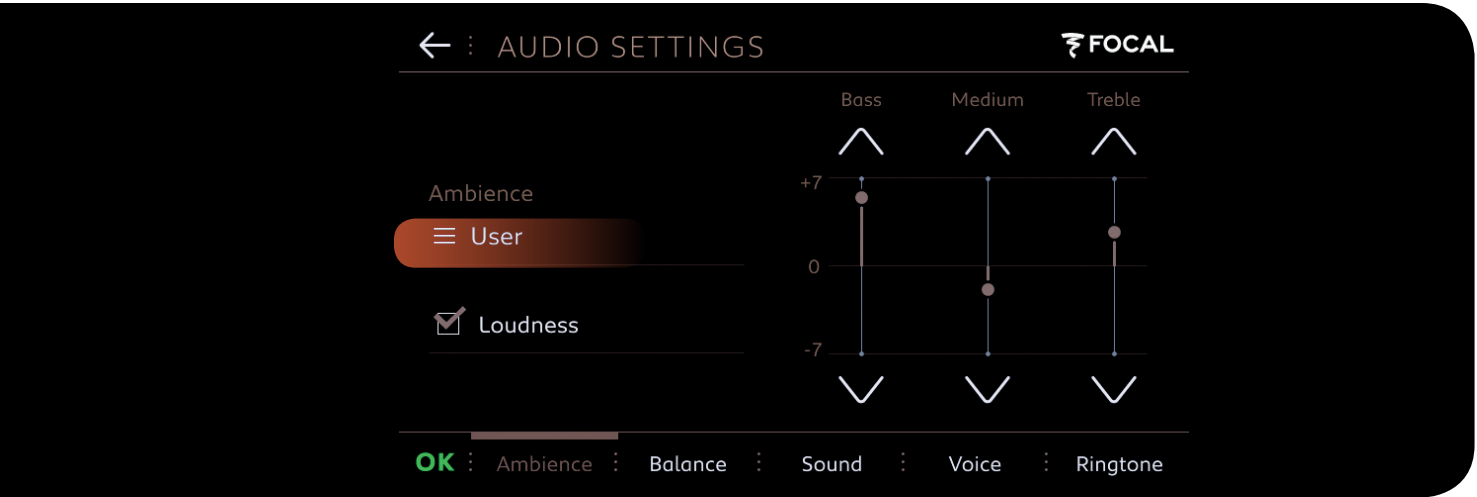 AUDIO SETTINGS
FOCAL
Bass Medium Treble
+7
Ambience
User
0
Loudness
-7
OK Ambience Balance Sound Voice Ringtone